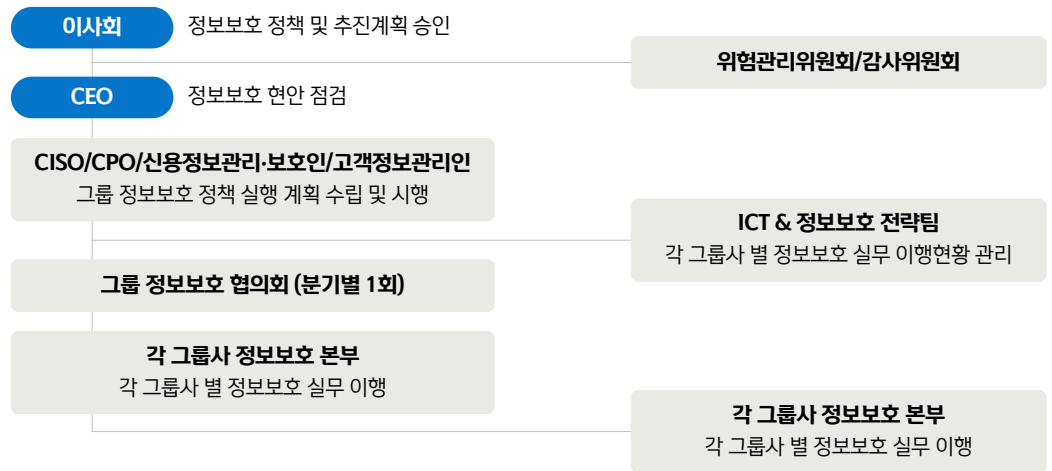 이사회
정보보호 정책 및 추진계획 승인
위험관리위원회/감사위원회
CEO
정보보호 현안 점검
CISO/CPO/신용정보관리·보호인/고객정보관리인
그룹 정보보호 정책 실행 계획 수립 및 시행
ICT & 정보보호 전략팀
각 그룹사 별 정보보호 실무 이행현황 관리
그룹 정보보호 협의회 (분기별 1회)
각 그룹사 정보보호 본부
각 그룹사 별 정보보호 실무 이행
각 그룹사 정보보호 본부
각 그룹사 별 정보보호 실무 이행